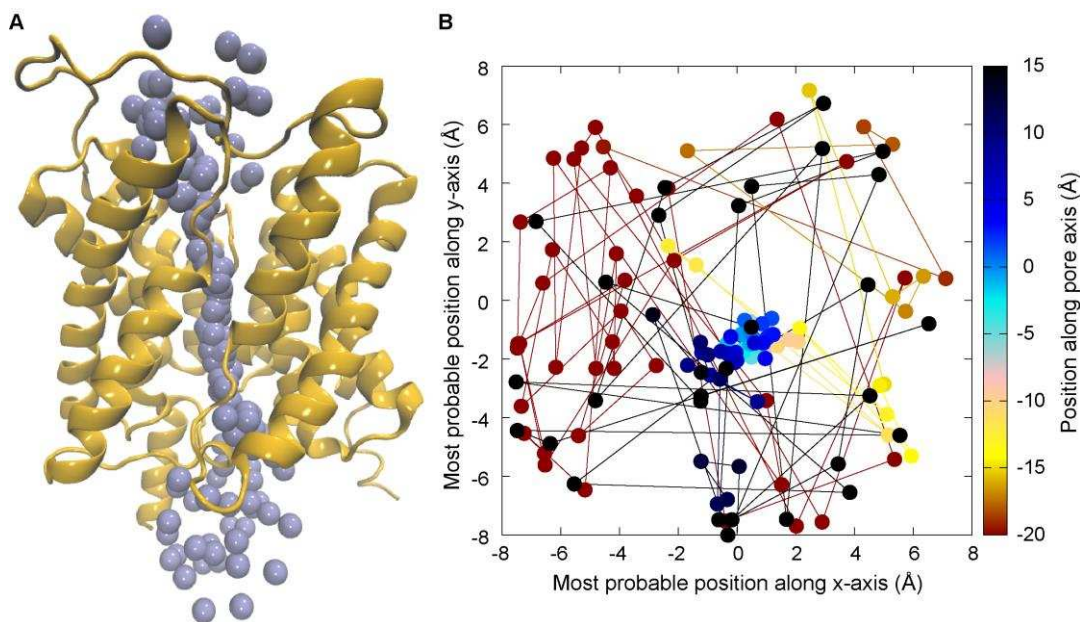 A
B
8
6
4
2
0
-2
-4
-6
-8
-8 -6 -4 -2 0 2 4 6 8
Most probable position along y-axis (Å)
Most probable position along x-axis (Å)
15
10
5
0
-5
-10
-15
-20
Position along pore axis (Å)